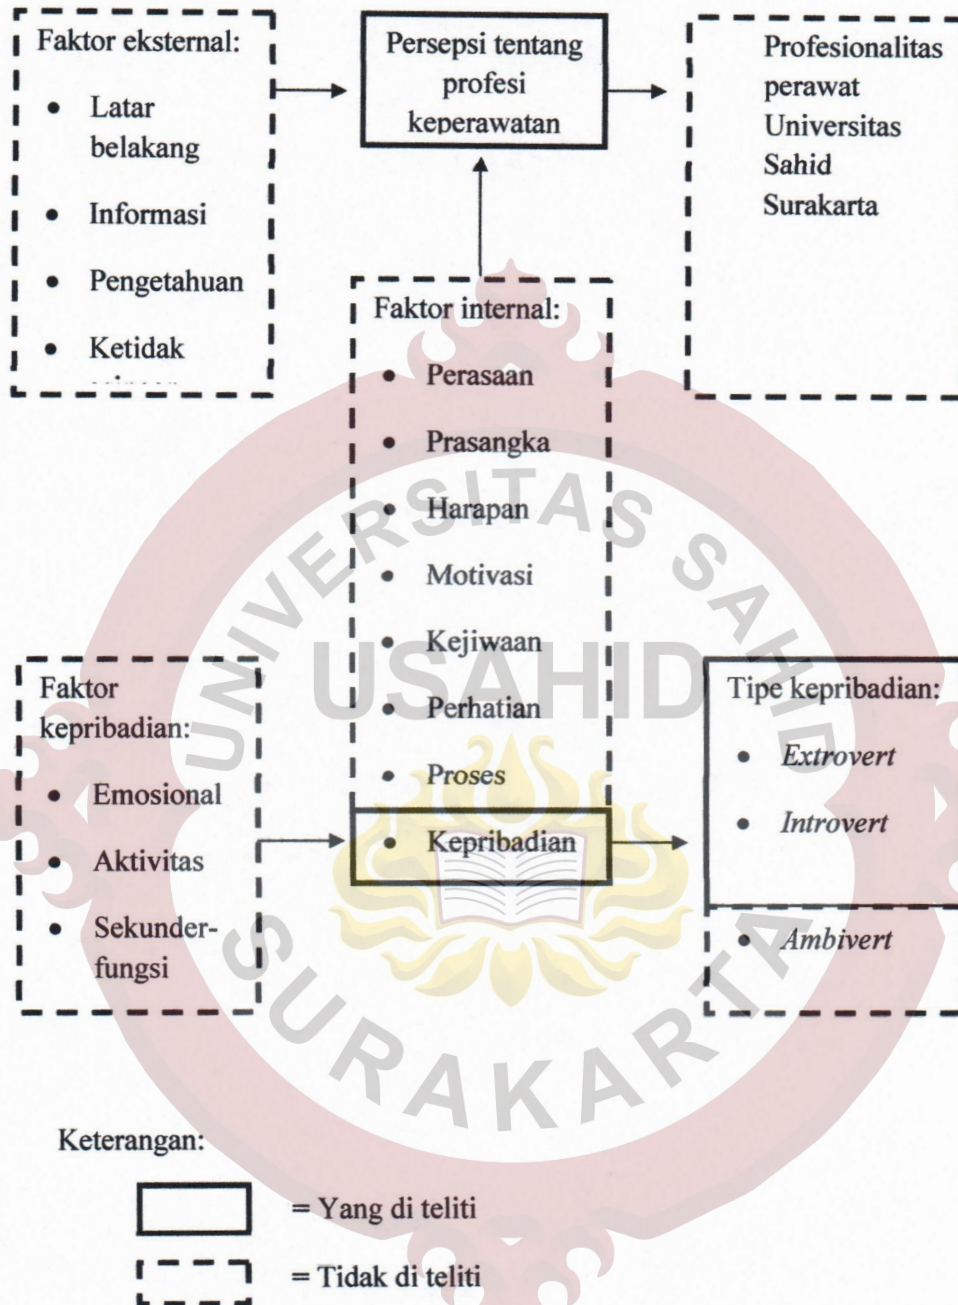 Faktor eksternal:
• Latar
belakang
• Informasi
• Pengetahuan
• Ketidak
Persepsi tentang
profesi
keperawatan
Profesionalitas
perawat
Universitas
Sahid
Surakarta
Faktor internal:
• Perasaan
• Prasangka
• Harapan
• Motivasi
• Kejiwaan
• Perhatian
• Proses
• Kepribadian
Faktor
kepribadian:
• Emosional
• Aktivitas
• Sekunder-
fungsi
Tipe kepribadian:
• Extrovert
• Introvert
• Ambivert
UNIVERSITAS SAHID
USAHID
SURAKARTA
Keterangan:
= Yang di teliti
= Tidak di teliti